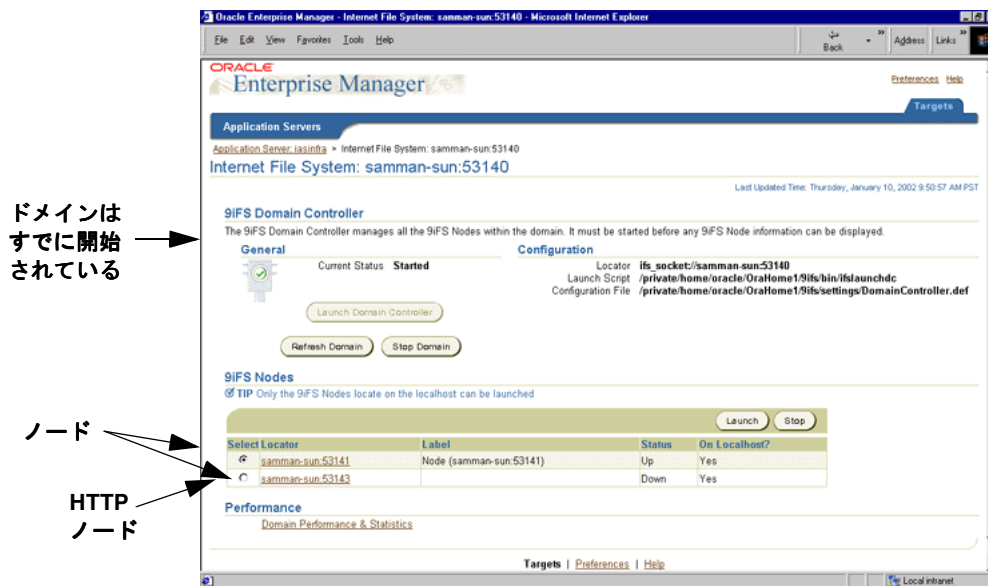 Oracle Enterprise Manager - Internet File System: samman-sun:53140 - Microsoft Internet Explorer
File Edit View Favorites Tools Help
Back
»
Address
Links
»
ORACLE
Enterprise Manager
Preferences Help
Targets
Application Servers
Application Server: iasinfra > Internet File System: samman-sun:53140
Internet File System: samman-sun:53140
Last Updated Time: Thursday, January 10, 2002 9:50:57 AM PST
ドメインは
すでに開始
されている
9iFS Domain Controller
The 9iFS Domain Controller manages all the 9iFS Nodes within the domain. It must be started before any 9iFS Node information can be displayed.
General
Current Status Started
Launch Domain Controller
Refresh Domain Stop Domain
Configuration
Locator ifs_socket://samman-sun:53140
Launch Script /private/home/oracle/OraHome1/9ifs/bin/ifslaunchdc
Configuration File /private/home/oracle/OraHome1/9ifs/settings/DomainController.def
9iFS Nodes
TIP Only the 9iFS Nodes locate on the localhost can be launched
Launch Stop
ノード
Select Locator Label Status On Localhost?
samman-sun:53141 Node (samman-sun:53141) Up Yes
samman-sun:53143 Down Yes
HTTP
ノード
Performance
Domain Performance & Statistics
Targets | Preferences | Help
Local intranet